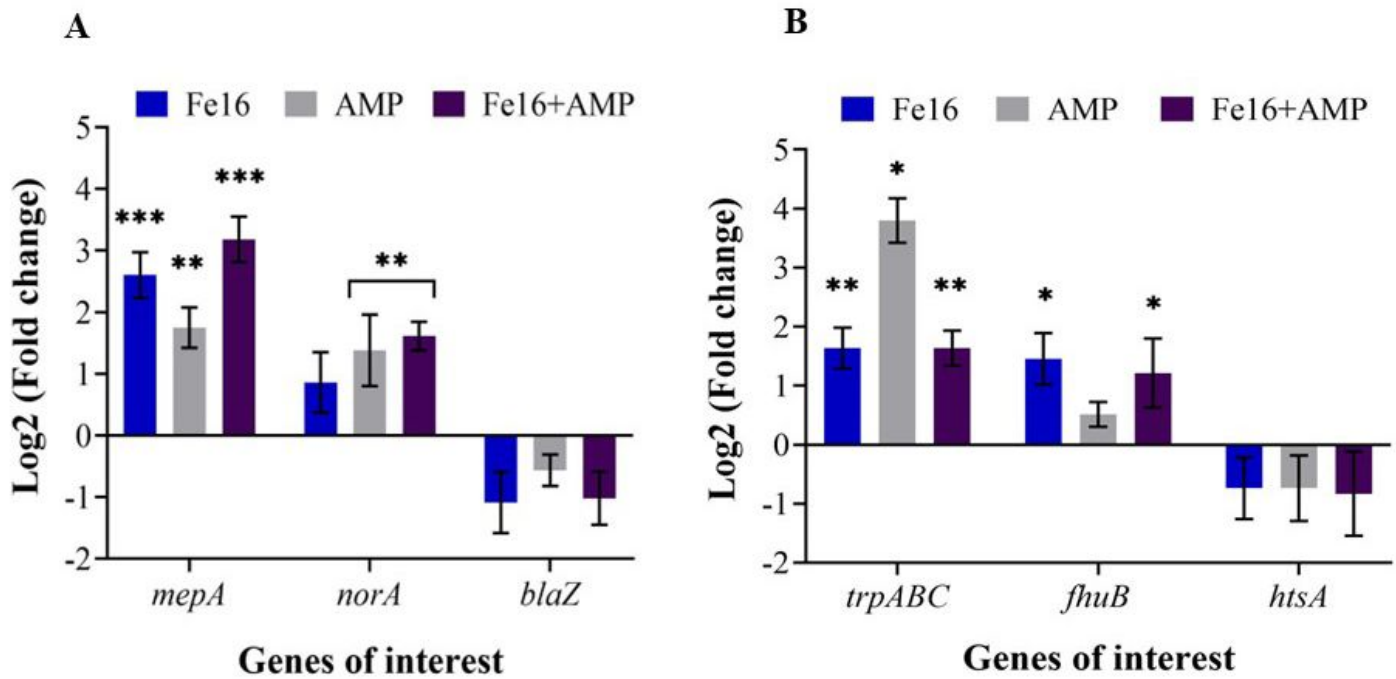 A
Fe16 AMP Fe16+AMP
Log2 (Fold change)
5
4
3
2
1
0
-1
-2
***
**
***
**
mepA norA blaZ
Genes of interest
B
Fe16 AMP Fe16+AMP
Log2 (Fold change)
5
4
3
2
1
0
-1
-2
**
*
**
*
*
trpABC fhuB htsA
Genes of interest